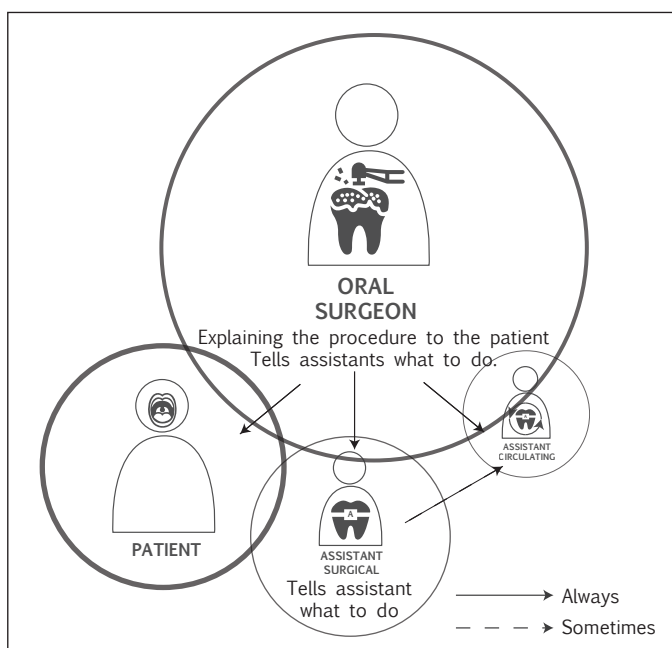 ORAL
SURGEON
Explaining the procedure to the patient
Tells assistants what to do.
A
ASSISTANT
CIRCULATING
PATIENT
A
ASSISTANT
SURGICAL
Tells assistant
what to do
Always
Sometimes